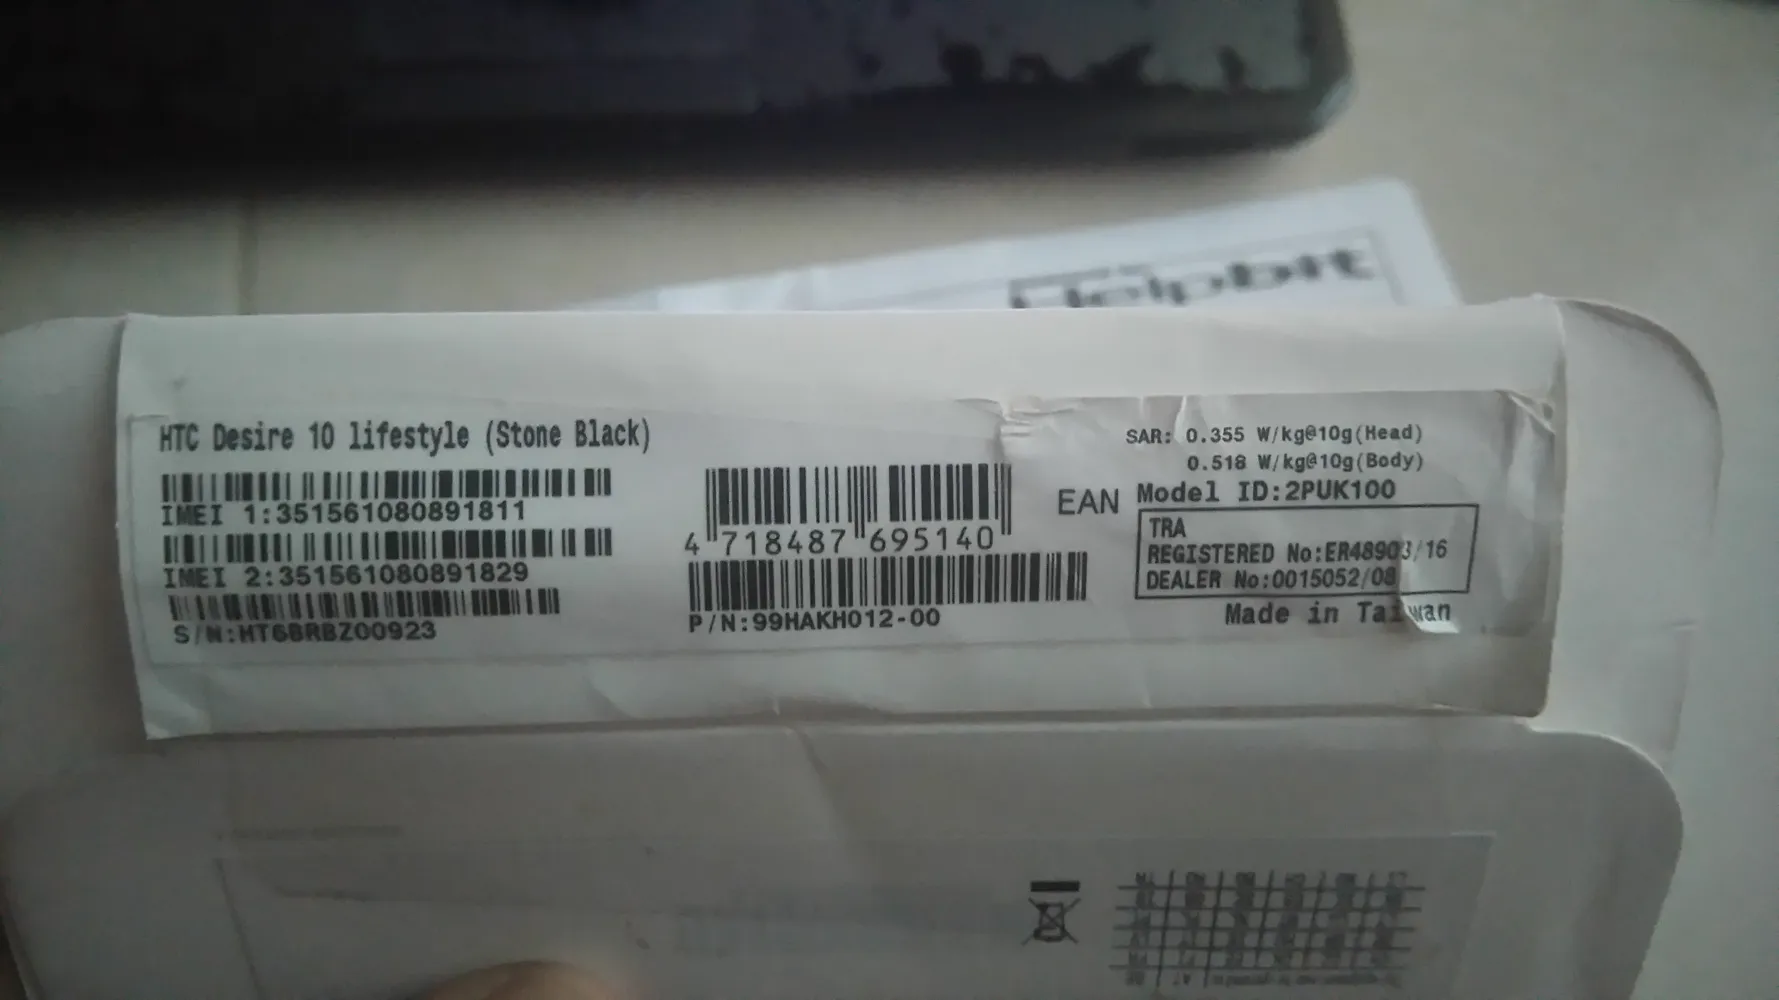 HTC Desire 10 lifestyle (Stone Black)
IMEI 1:351561080891811
IMEI 2:351561080891829
S/N:HT6BRBZ00923
4 718487 695140
EAN
P/N:99HAKH012-00
SAR: 0.355 W/kg@10g(Head)
0.518 W/kg@10g(Body)
Model ID:2PUK100
TRA
REGISTERED No:ER48903/16
DEALER No:0015052/08
Made in Taiwan